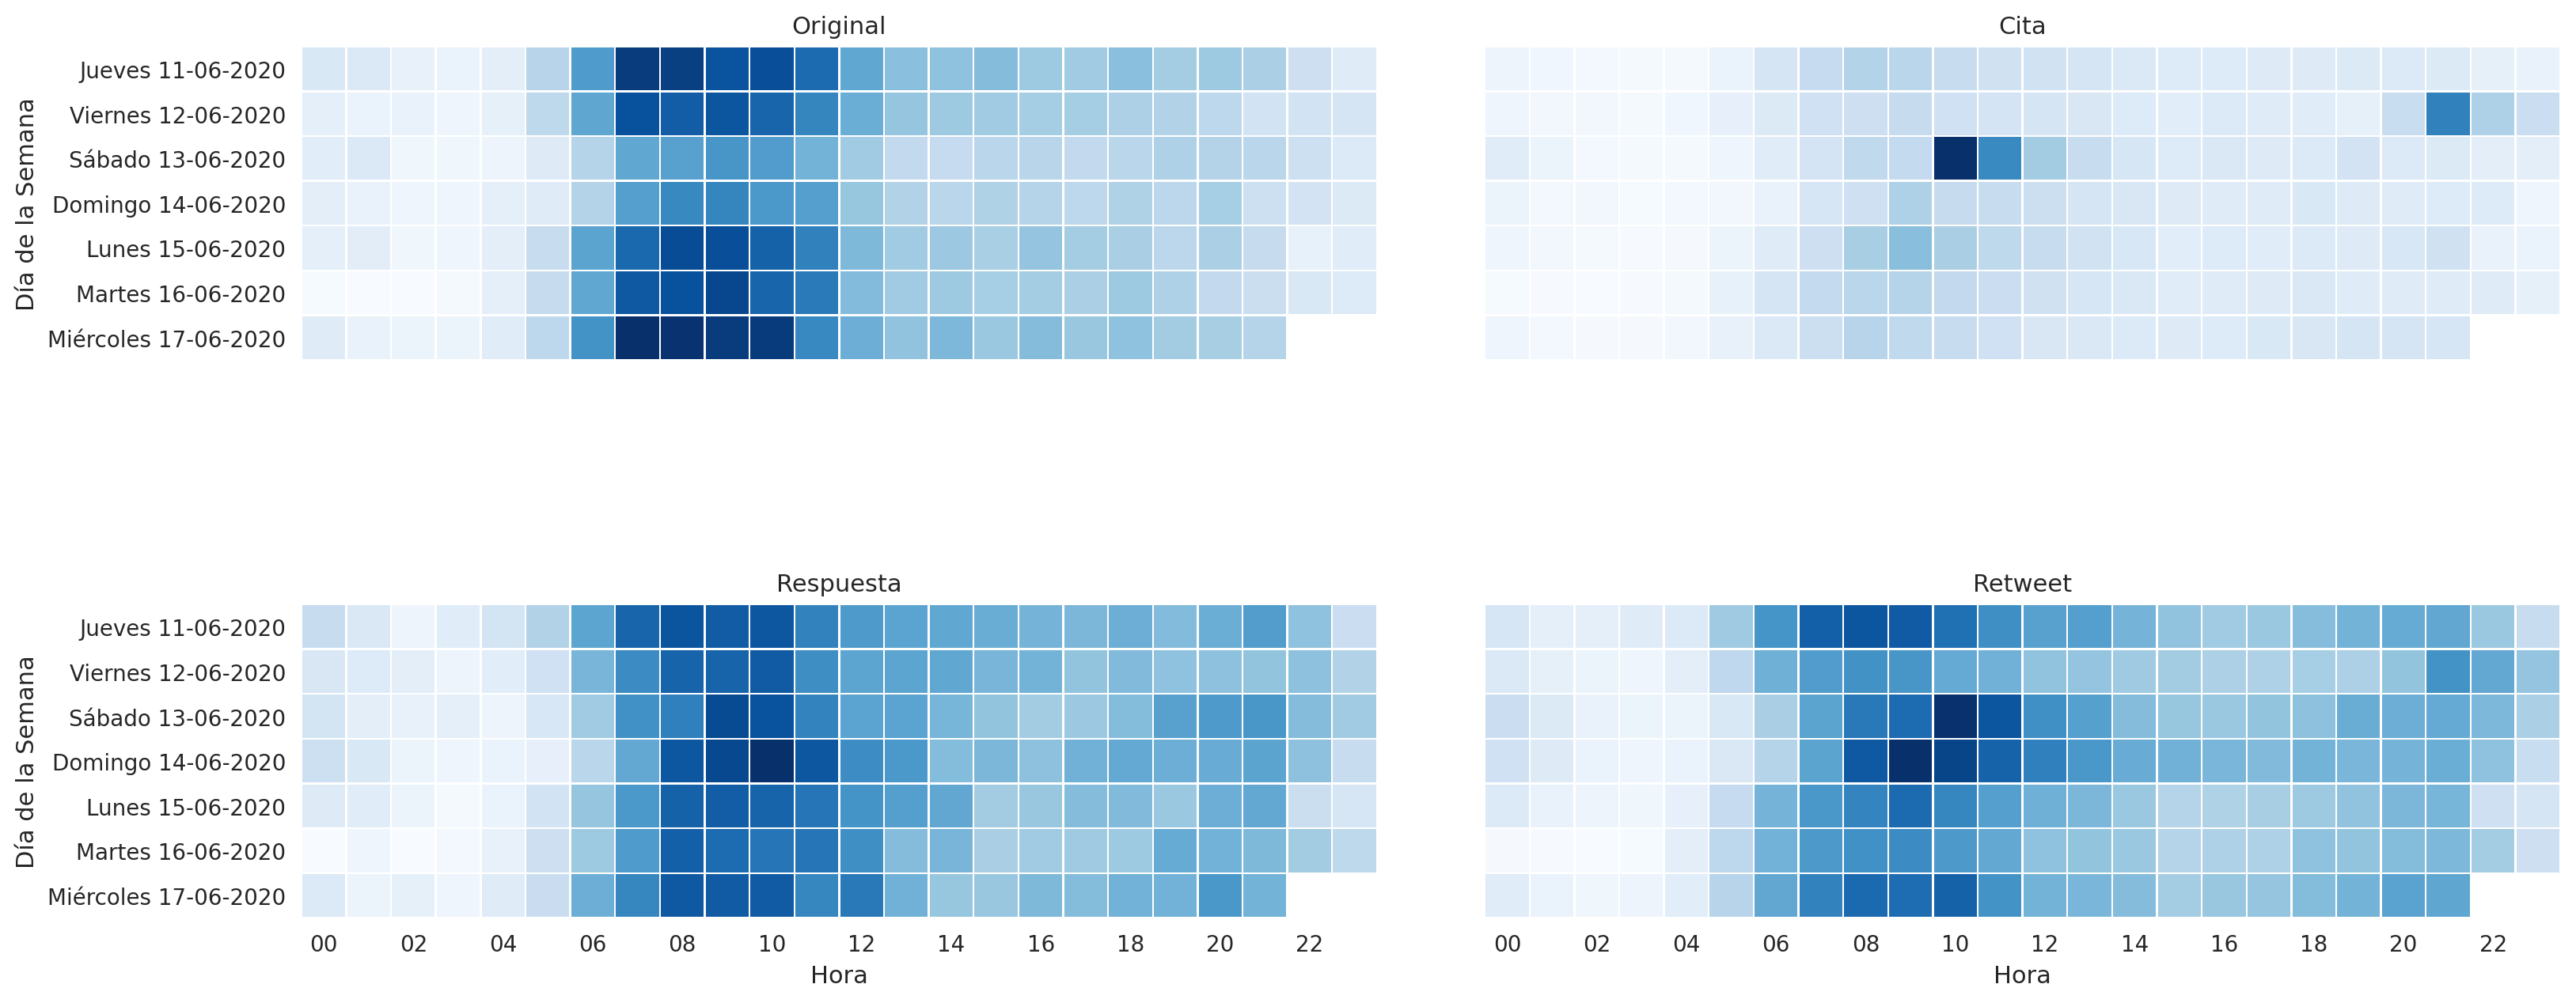 Original
Cita
Día de la Semana
Jueves 11-06-2020
Viernes 12-06-2020
Sábado 13-06-2020
Domingo 14-06-2020
Lunes 15-06-2020
Martes 16-06-2020
Miércoles 17-06-2020
Respuesta
Retweet
Día de la Semana
Jueves 11-06-2020
Viernes 12-06-2020
Sábado 13-06-2020
Domingo 14-06-2020
Lunes 15-06-2020
Martes 16-06-2020
Miércoles 17-06-2020
00 02 04 06 08 10 12 14 16 18 20 22
00 02 04 06 08 10 12 14 16 18 20 22
Hora
Hora